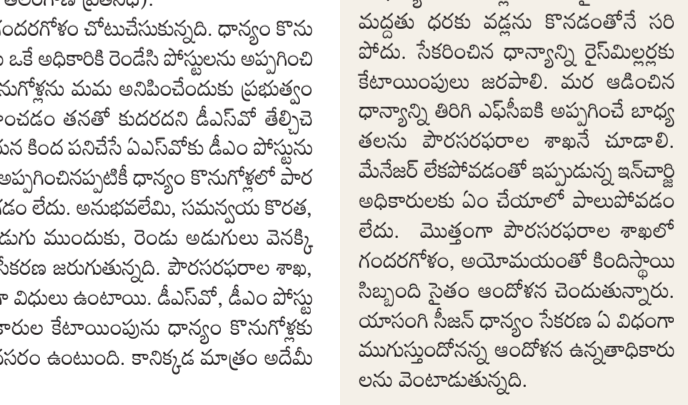 తెలంగాణ ప్రతినిధి):
గందరగోళం చోటుచేసుకున్నది. ధాన్యం కొను
ఒకే అధికారికి రెండేసి పోస్టులను అప్పగించి
నుగోళ్లను మమ అనిపించేందుకు ప్రభుత్వం
ంచడం తనతో కుదరదని డీఎస్‌వో తేల్చిచె
రున కింద పనిచేసే ఏఎస్‌వోకు డీఎం పోస్టును
అప్పగించినప్పటికీ ధాన్యం కొనుగోళ్లలో పార
డం లేదు. అనుభవలేమి, సమన్వయ కొరత,
డుగు ముందుకు, రెండు అడుగులు వెనక్కి
సేకరణ జరుగుతున్నది. పౌరసరఫరాల శాఖ,
ా విధులు ఉంటాయి. డీఎస్‌వో, డీఎం పోస్టు
కారుల కేటాయింపును ధాన్యం కొనుగోళ్లకు
వసరం ఉంటుంది. కానిక్కడ మాత్రం అదేమీ
మద్దతు ధరకు వడ్లను కొనడంతోనే సరి
పోదు. సేకరించిన ధాన్యాన్ని రైస్‌మిల్లర్లకు
కేటాయింపులు జరపాలి. మర ఆడించిన
ధాన్యాన్ని తిరిగి ఎఫ్‌సీఐకి అప్పగించే బాధ్య
తలను పౌరసరఫరాల శాఖనే చూడాలి.
మేనేజర్ లేకపోవడంతో ఇప్పుడున్న ఇన్‌చార్జి
అధికారులకు ఏం చేయాలో పాలుపోవడం
లేదు. మొత్తంగా పౌరసరఫరాల శాఖలో
గందరగోళం, అయోమయంతో కిందిస్థాయి
సిబ్బంది సైతం ఆందోళన చెందుతున్నారు.
యాసంగి సీజన్ ధాన్యం సేకరణ ఏ విధంగా
ముగుస్తుందోనన్న ఆందోళన ఉన్నతాధికారు
లను వెంటాడుతున్నది.